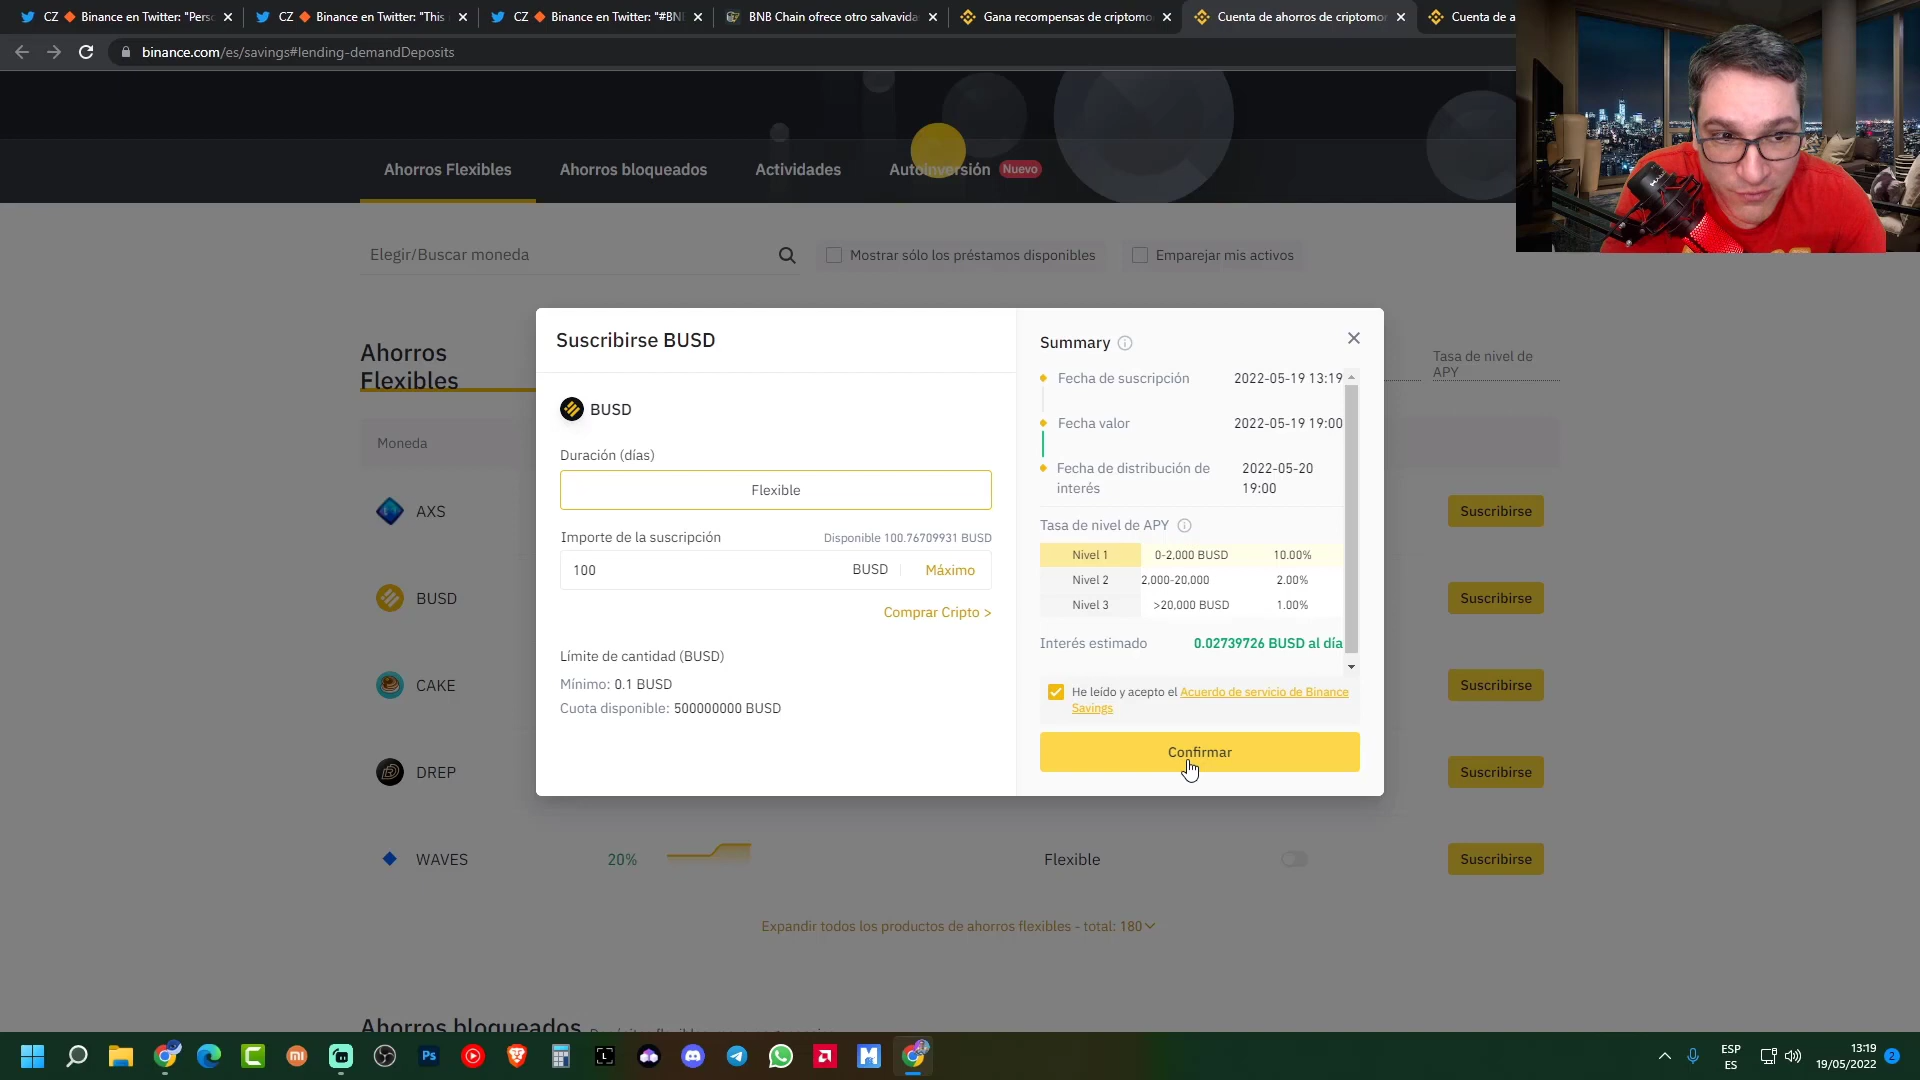 CZ 🔶 Binance en Twitter: "Perso
CZ 🔶 Binance en Twitter: "This i
CZ 🔶 Binance en Twitter: "#BNB
BNB Chain ofrece otro salvavida
Gana recompensas de criptomo
Cuenta de ahorros de criptomon
Cuenta de a
binance.com/es/savings#lending-demandDeposits
Ahorros Flexibles
Ahorros bloqueados
Actividades
Autoinversión
Nuevo
Elegir/Buscar moneda
Mostrar sólo los préstamos disponibles
Emparejar mis activos
Ahorros
Flexibles
Tasa de nivel de
APY
Moneda
AXS
Suscribirse
BUSD
Suscribirse
CAKE
Suscribirse
DREP
Suscribirse
WAVES
20%
Flexible
Suscribirse
Suscribirse BUSD
BUSD
Duración (días)
Flexible
Importe de la suscripción
Disponible 100.76709931 BUSD
100
BUSD
Máximo
Comprar Cripto >
Límite de cantidad (BUSD)
Mínimo: 0.1 BUSD
Cuota disponible: 500000000 BUSD
Summary
Fecha de suscripción 2022-05-19 13:19
Fecha valor 2022-05-19 19:00
Fecha de distribución de 2022-05-20
interés 19:00
Tasa de nivel de APY
Nivel 1 0-2,000 BUSD 10.00%
Nivel 2 2,000-20,000 2.00%
Nivel 3 >20,000 BUSD 1.00%
Interés estimado 0.02739726 BUSD al día
He leído y acepto el Acuerdo de servicio de Binance
Savings
Confirmar
Expandir todos los productos de ahorros flexibles - total: 180
Ahorros bloqueados
ESP
ES
13:19
19/05/2022
2